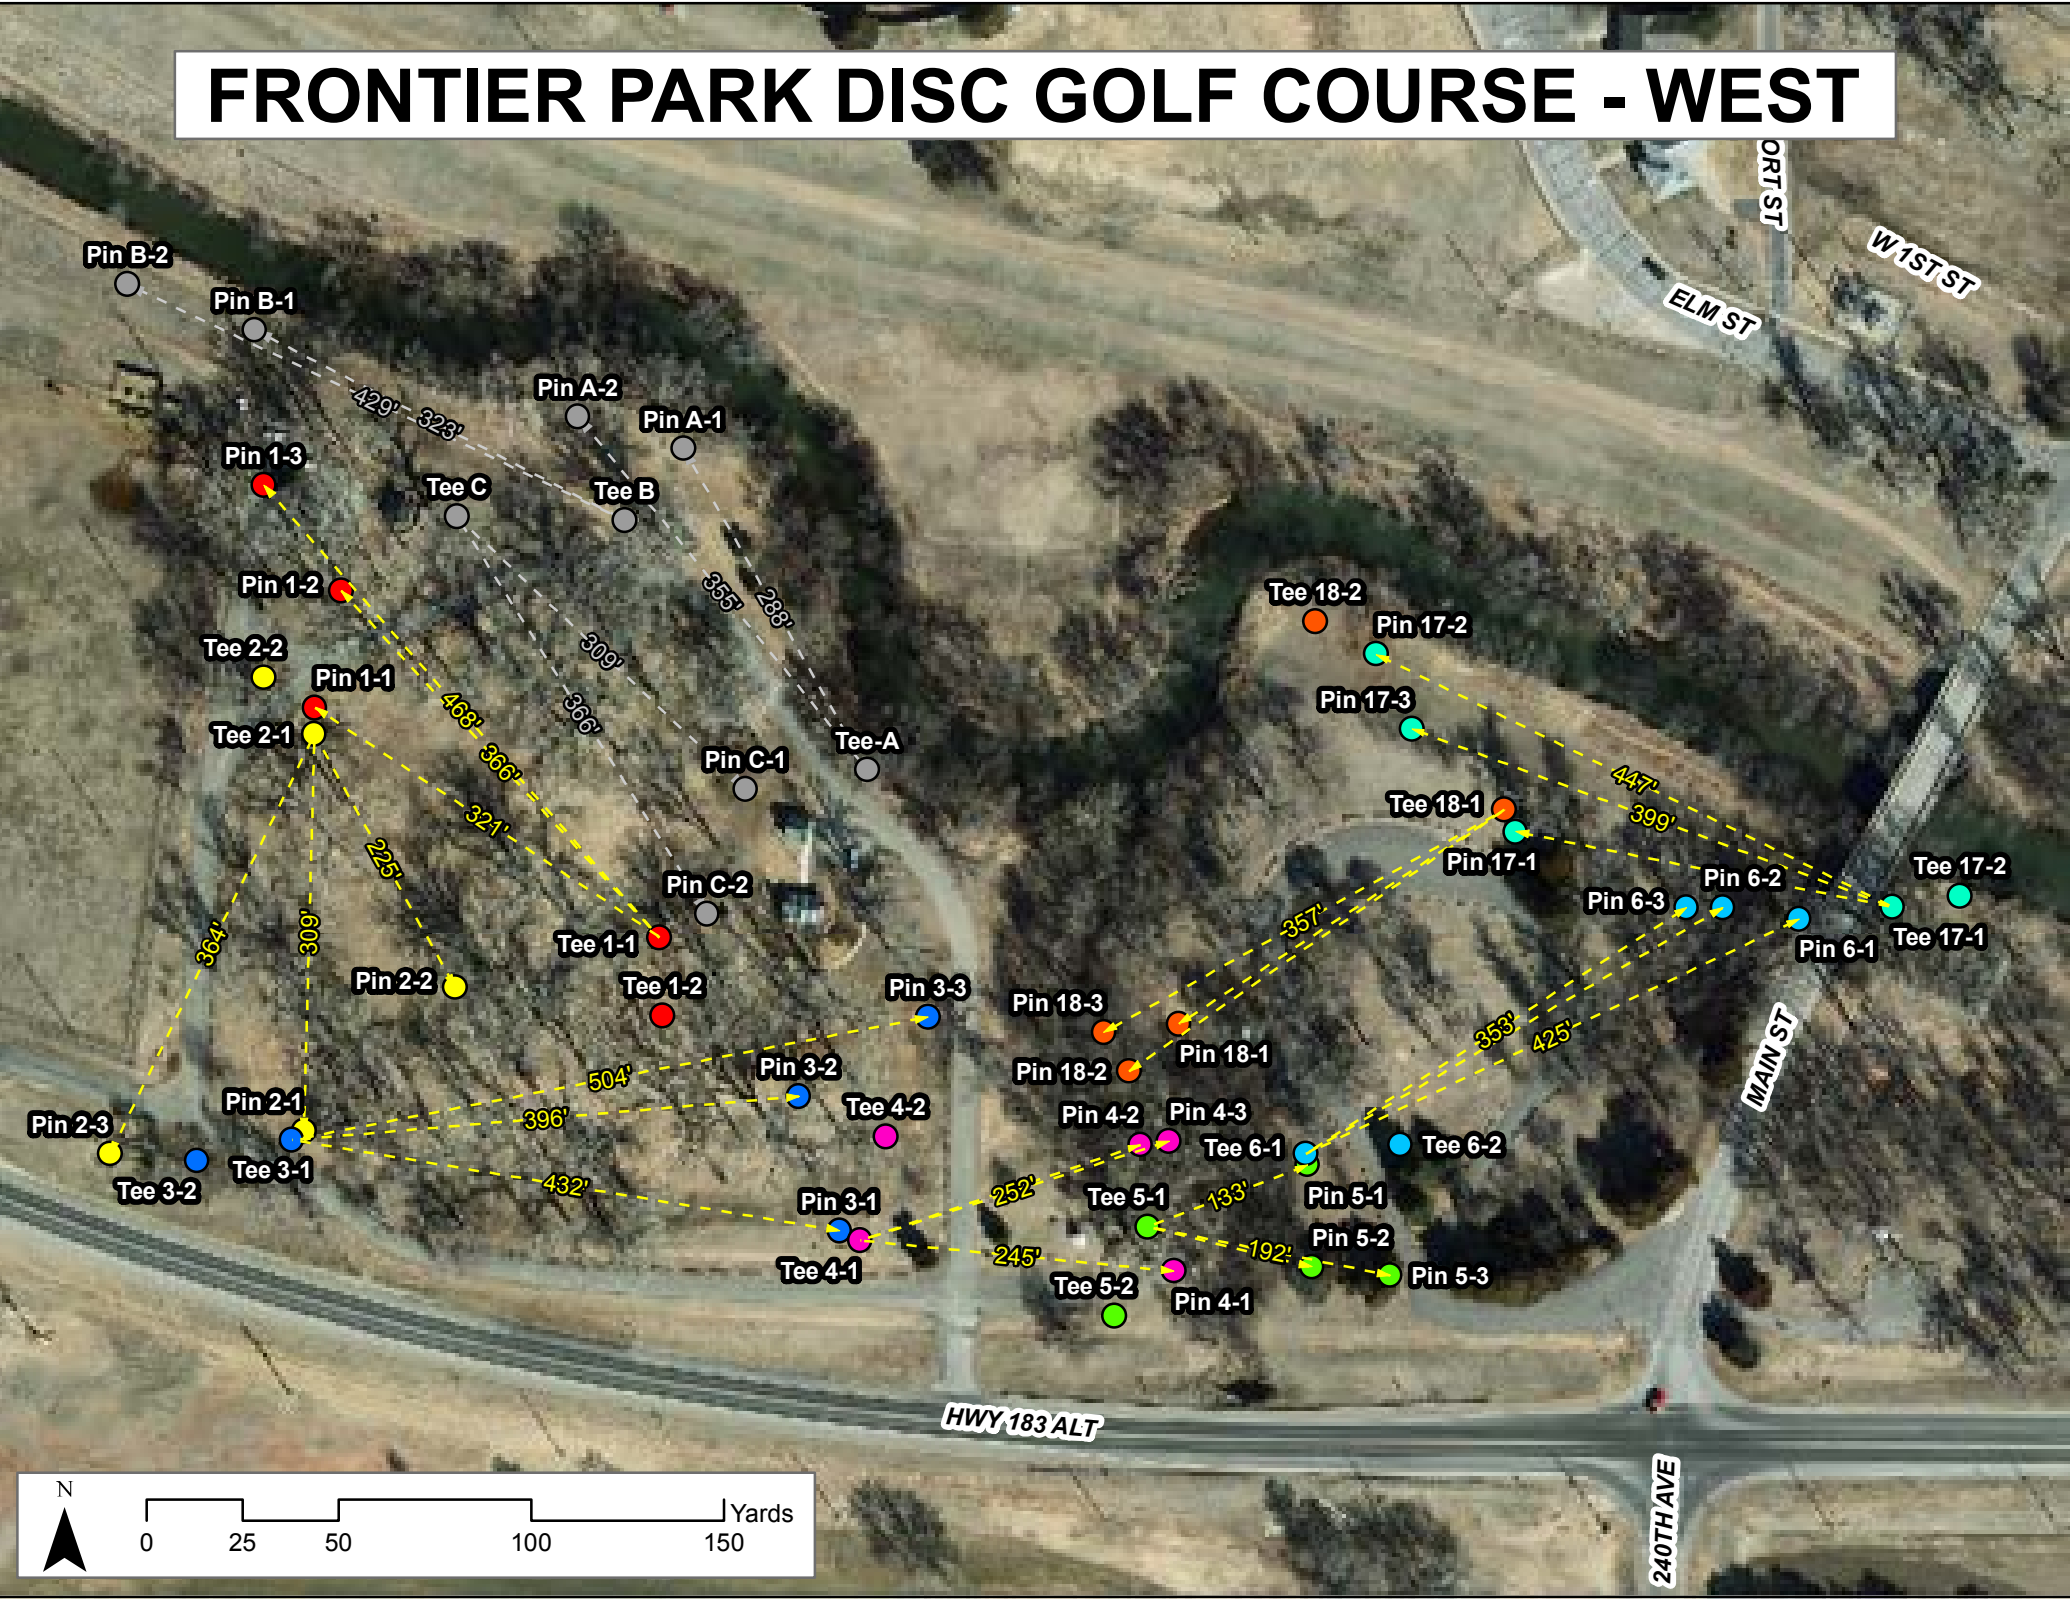 FRONTIER PARK DISC GOLF COURSE - WEST
ORT ST
W 1ST ST
ELM ST
Pin B-2
Pin B-1
Pin A-2
Pin A-1
429'
323'
Pin 1-3
Tee C
Tee B
Pin 1-2
355'
288'
Tee 18-2
Pin 17-2
Tee 2-2
309'
Pin 1-1
Pin 17-3
468'
366'
Tee 2-1
Tee-A
Pin C-1
366'
447'
Tee 18-1
399'
321'
225'
Pin 17-1
Tee 17-2
Pin 6-2
Pin C-2
Pin 6-3
357'
364'
309'
Tee 1-1
Tee 17-1
Pin 6-1
Pin 2-2
Tee 1-2
Pin 3-3
Pin 18-3
353'
425'
Pin 18-1
MAIN ST
Pin 3-2
Pin 18-2
504'
Pin 2-1
Tee 4-2
396'
Pin 4-2
Pin 4-3
Pin 2-3
Tee 6-1
Tee 6-2
Tee 3-1
Tee 3-2
432'
252'
Tee 5-1
133'
Pin 5-1
Pin 3-1
Pin 5-2
245'
192'
Tee 4-1
Pin 5-3
Tee 5-2
Pin 4-1
HWY 183 ALT
240TH AVE
N
Yards
0 25 50 100 150